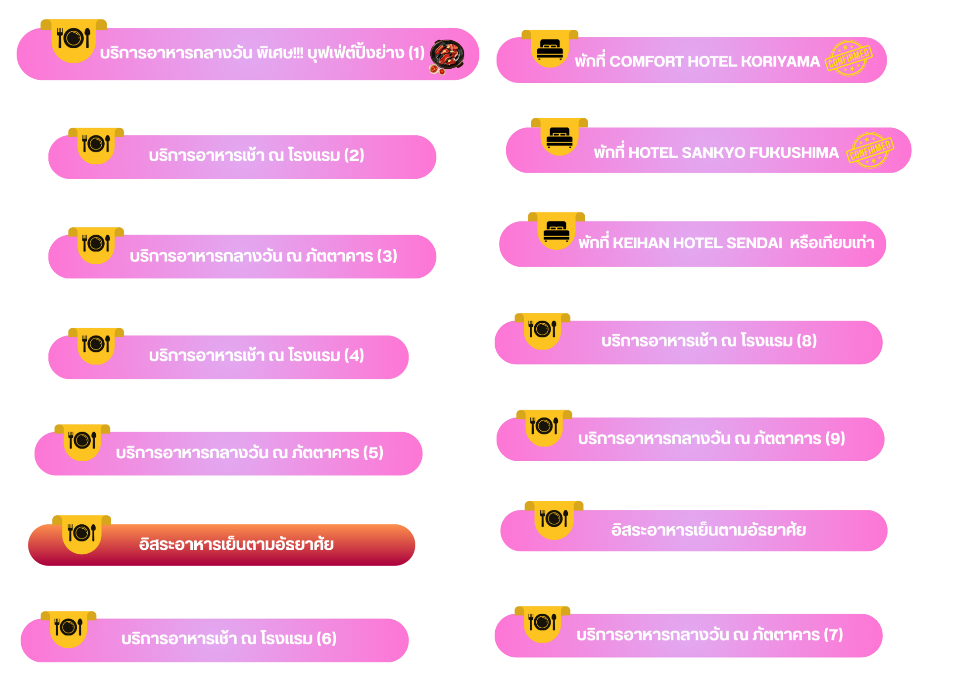 บริการอาหารกลางวัน พิเศษ!!! บุฟเฟ่ต์ปิ้งย่าง (1)
บริการอาหารเช้า ณ โรงแรม (2)
บริการอาหารกลางวัน ณ ภัตตาคาร (3)
บริการอาหารเช้า ณ โรงแรม (4)
บริการอาหารกลางวัน ณ ภัตตาคาร (5)
อิสระอาหารเย็นตามอัธยาศัย
บริการอาหารเช้า ณ โรงแรม (6)
พักที่ COMFORT HOTEL KORIYAMA
CONFIRMED
พักที่ HOTEL SANKYO FUKUSHIMA
CONFIRMED
พักที่ KEIHAN HOTEL SENDAI หรือเทียบเท่า
บริการอาหารเช้า ณ โรงแรม (8)
บริการอาหารกลางวัน ณ ภัตตาคาร (9)
อิสระอาหารเย็นตามอัธยาศัย
บริการอาหารกลางวัน ณ ภัตตาคาร (7)